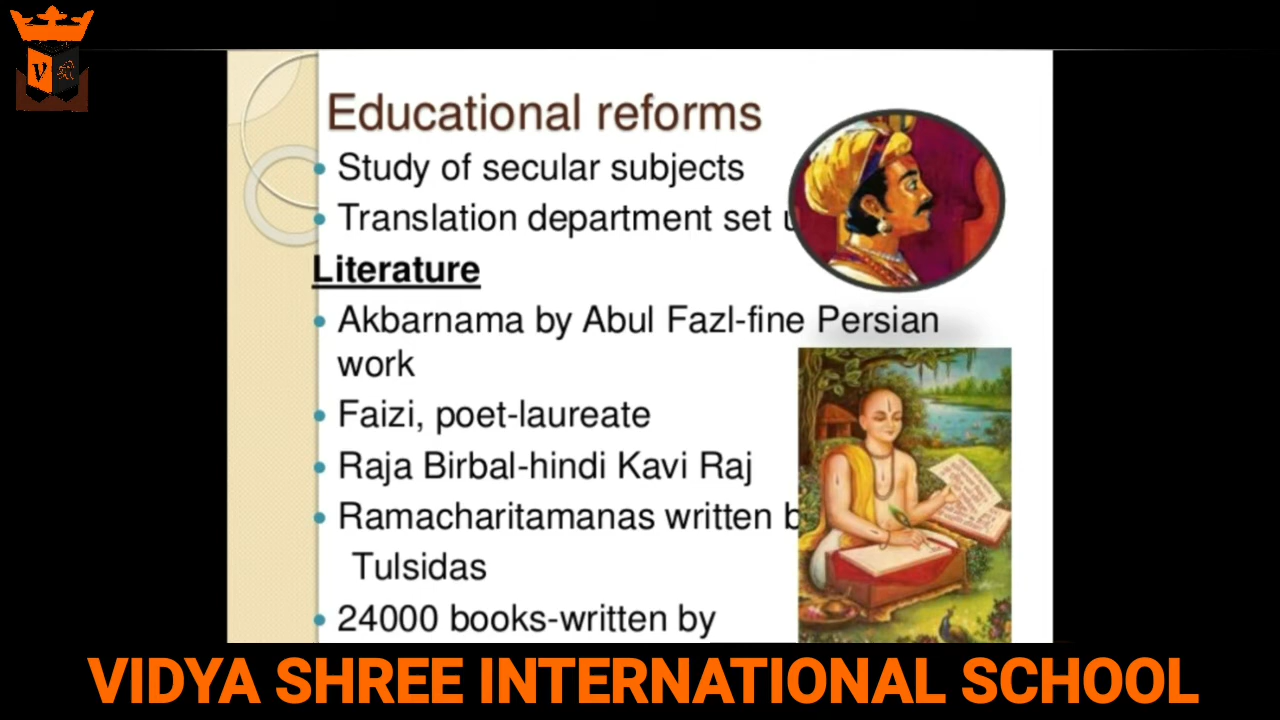 Educational reforms
Study of secular subjects
Translation department set
Literature
Akbarnama by Abul Fazl-fine Persian
work
Faizi, poet-laureate
Raja Birbal-hindi Kavi Raj
Ramacharitamanas written
Tulsidas
24000 books-written by
VIDYA SHREE INTERNATIONAL SCHOOL